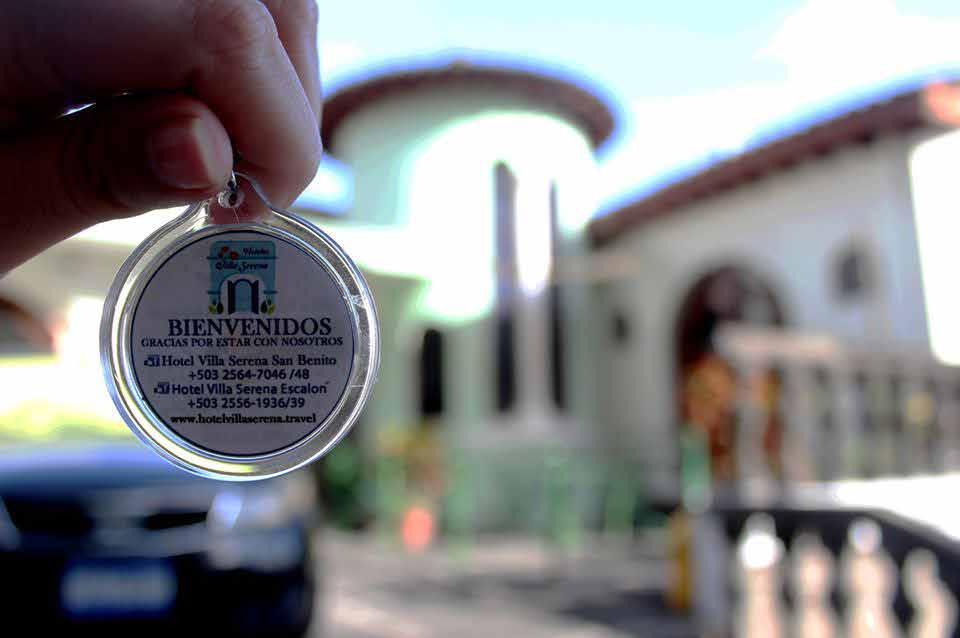 Hoteles
Villa Serena
BIENVENIDOS
GRACIAS POR ESTAR CON NOSOTROS
Hotel Villa Serena San Benito
+503 2564-7046 /48
Hotel Villa Serena Escalon
+503 2556-1936/39
www.hotelvillaserena.travel